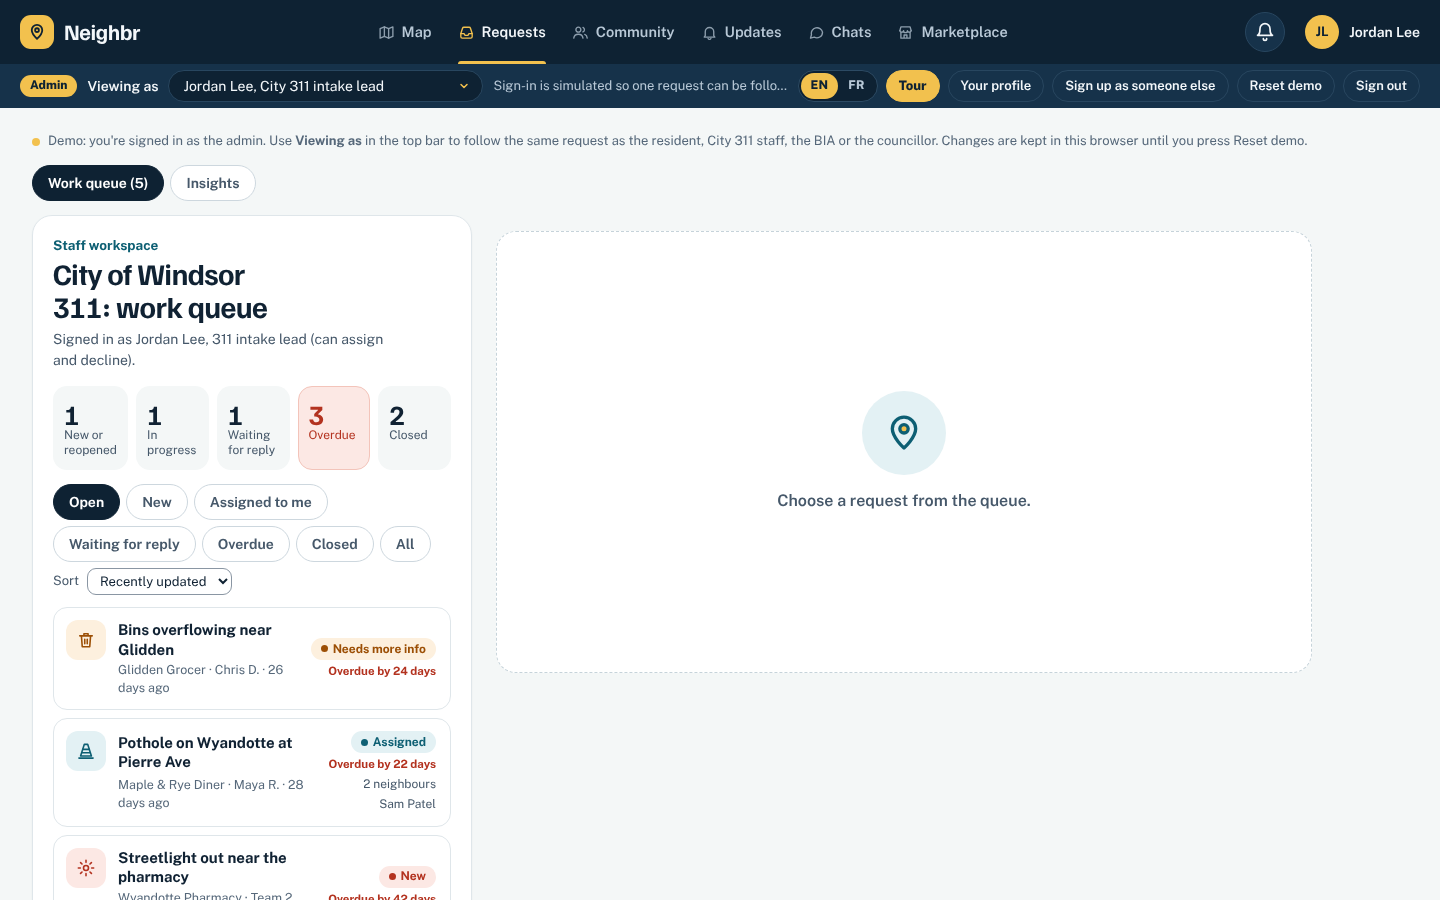 Neighbr
Map
Requests
Community
Updates
Chats
Marketplace
JL
Jordan Lee
Admin
Viewing as
Jordan Lee, City 311 intake lead
Sign-in is simulated so one request can be follo...
EN
FR
Tour
Your profile
Sign up as someone else
Reset demo
Sign out
Demo: you're signed in as the admin. Use Viewing as in the top bar to follow the same request as the resident, City 311 staff, the BIA or the councillor. Changes are kept in this browser until you press Reset demo.
Work queue (5)
Insights
Staff workspace
City of Windsor
311: work queue
Signed in as Jordan Lee, 311 intake lead (can assign
and decline).
1
New or
reopened
1
In
progress
1
Waiting
for reply
3
Overdue
2
Closed
Open
New
Assigned to me
Waiting for reply
Overdue
Closed
All
Sort
Recently updated
Bins overflowing near
Glidden
Glidden Grocer · Chris D. · 26
days ago
Needs more info
Overdue by 24 days
Pothole on Wyandotte at
Pierre Ave
Maple & Rye Diner · Maya R. · 28
days ago
Assigned
Overdue by 22 days
2 neighbours
Sam Patel
Streetlight out near the
pharmacy
Wyandotte Pharmacy · Team 2
New
Overdue by 42 days
Choose a request from the queue.